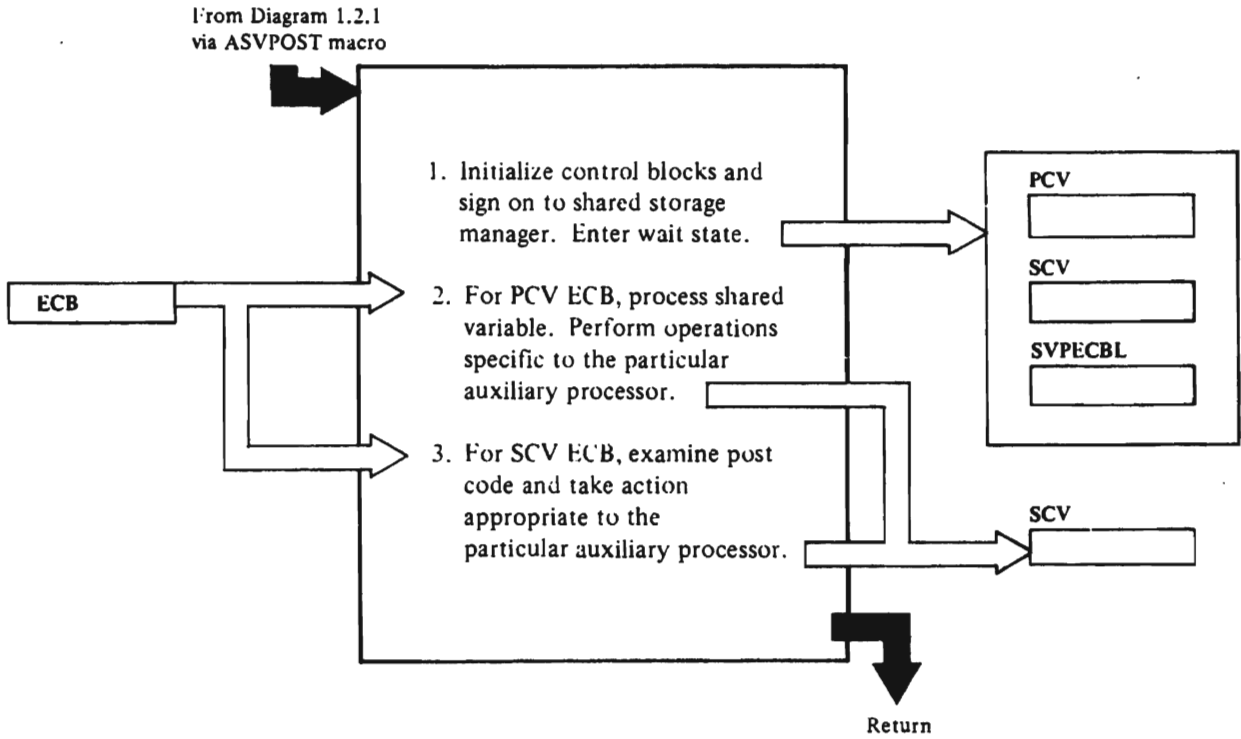 From Diagram 1.2.1
via ASVPOST macro
1. Initialize control blocks and
sign on to shared storage
manager. Enter wait state.
PCV
SCV
SVPECBL
ECB
2. For PCV ECB, process shared
variable. Perform operations
specific to the particular
auxiliary processor.
3. For SCV ECB, examine post
code and take action
appropriate to the
particular auxiliary processor.
SCV
Return